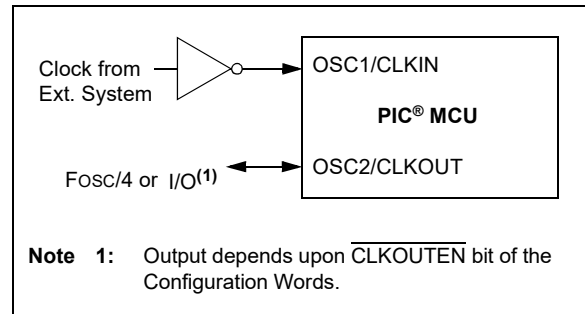 Clock from
Ext. System
OSC1/CLKIN
PIC® MCU
FOSC/4 or I/O(1)
OSC2/CLKOUT
Note 1: Output depends upon CLKOUTEN bit of the
Configuration Words.